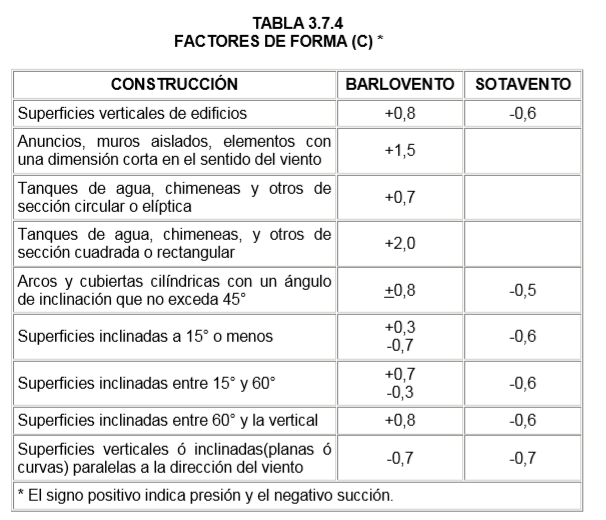 TABLA 3.7.4
FACTORES DE FORMA (C) *
CONSTRUCCIÓN BARLOVENTO SOTAVENTO
Superficies verticales de edificios +0,8 -0,6
Anuncios, muros aislados, elementos con
una dimensión corta en el sentido del viento +1,5
Tanques de agua, chimeneas y otros de
sección circular o elíptica +0,7
Tanques de agua, chimeneas, y otros de
sección cuadrada o rectangular +2,0
Arcos y cubiertas cilíndricas con un ángulo
de inclinación que no exceda 45° ±0,8 -0,5
Superficies inclinadas a 15° o menos +0,3
-0,7 -0,6
Superficies inclinadas entre 15° y 60° +0,7
-0,3 -0,6
Superficies inclinadas entre 60° y la vertical +0,8 -0,6
Superficies verticales ó inclinadas(planas ó
curvas) paralelas a la dirección del viento -0,7 -0,7
* El signo positivo indica presión y el negativo succión.